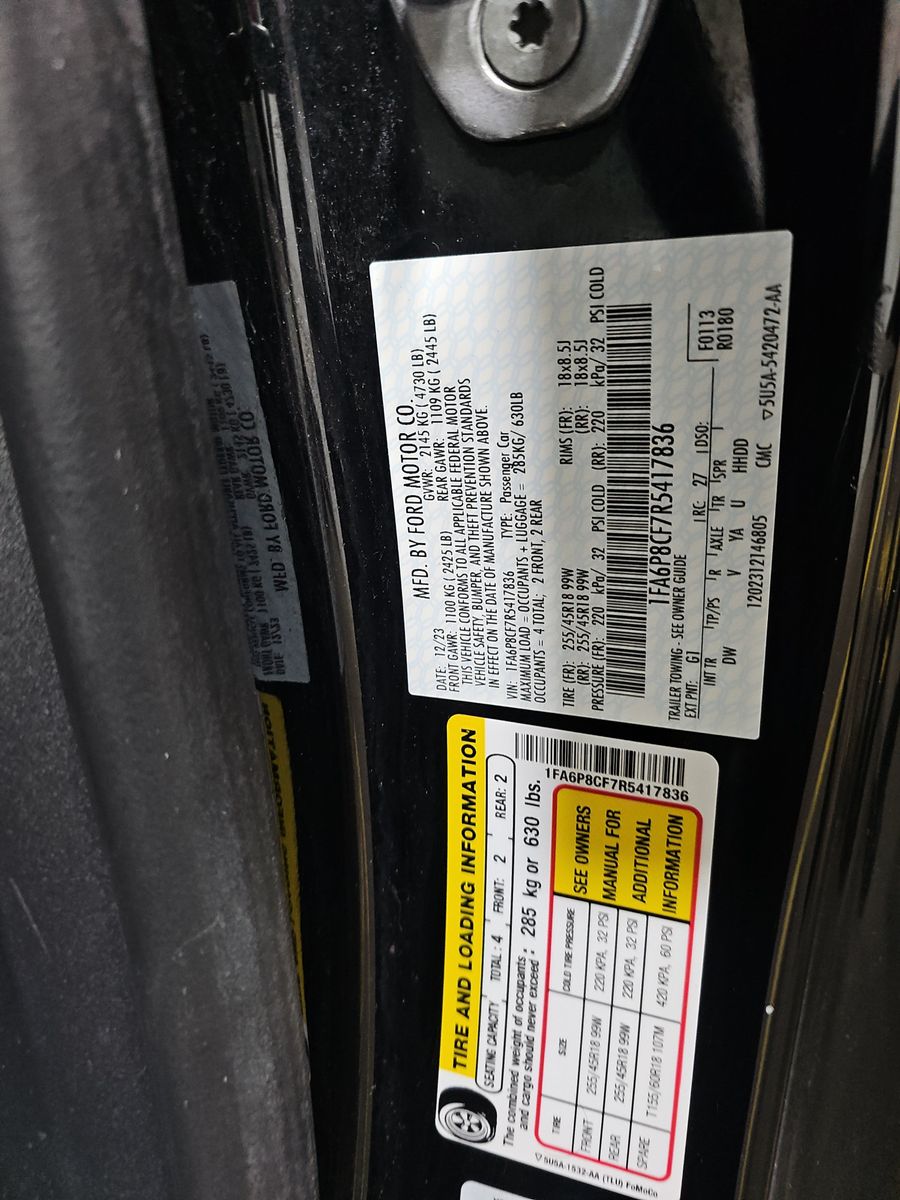 MFD. BY FORD MOTOR CO.
DATE: 12/23 GVWR: 2145 KG ( 4730 LB)
FRONT GAWR: 1100 KG ( 2425 LB) REAR GAWR: 1109 KG ( 2445 LB)
THIS VEHICLE CONFORMS TO ALL APPLICABLE FEDERAL MOTOR
VEHICLE SAFETY, BUMPER, AND THEFT PREVENTION STANDARDS
IN EFFECT ON THE DATE OF MANUFACTURE SHOWN ABOVE.
VIN: 1FA6P8CF7R5417836 TYPE: Passenger Car
MAXIMUM LOAD = OCCUPANTS + LUGGAGE = 285KG/ 630LB
OCCUPANTS = 4 TOTAL; 2 FRONT, 2 REAR
TIRE (FR): 255/45R18 99W RIMS (FR): 18x8.5J
(RR): 255/45R18 99W (RR): 18x8.5J
PRESSURE (FR): 220 kPa/ 32 PSI COLD (RR): 220 kPa/ 32 PSI COLD
1FA6P8CF7R5417836
TRAILER TOWING - SEE OWNER GUIDE
F0113
R0180
EXT PNT: G1 RC: 27 DSO:
INT TR TP/PS R AXLE TR SPR T
DW V YA U HHDD
1202312146805 CMC ▽5U5A-5420472-AA
TIRE AND LOADING INFORMATION
SEATING CAPACITY TOTAL: 4 FRONT: 2 REAR: 2
The combined weight of occupants
and cargo should never exceed : 285 kg or 630 lbs.
TIRE SIZE COLD TIRE PRESSURE
FRONT 255/45R18 99W 220 KPA, 32 PSI
REAR 255/45R18 99W 220 KPA, 32 PSI
SPARE T155/60R18 107M 420 KPA, 60 PSI
SEE OWNERS
MANUAL FOR
ADDITIONAL
INFORMATION
1FA6P8CF7R5417836
▽5U5A-1532-AA (TLU) FoMoCo